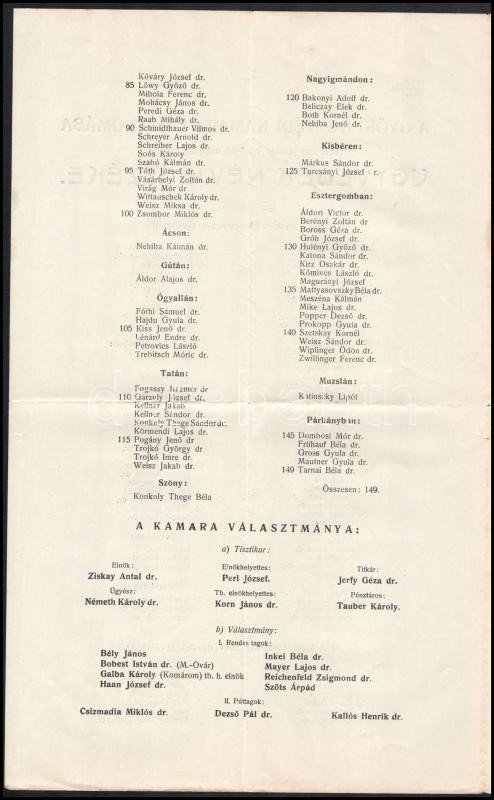 Kőváry József dr.
85 Lőwy Győző dr.
Mihola Ferenc dr.
Mohácsy János dr.
Peredi Géza dr.
Raab Mihály dr.
90 Schmidthauer Vilmos dr.
Schreyer Arnold dr.
Schreiber Lajos dr.
Soós Károly
Szabó Kálmán dr.
95 Tóth József dr.
Vásárhelyi Zoltán dr.
Virág Mór dr
Wittauschek Károly dr.
Weisz Miksa dr.
100 Zsombor Miklós dr.
Ácson:
Nehiba Kálmán dr.
Gútán:
Áldor Alajos dr.
Ógyallán:
Fóthi Sámuel dr.
Hajdu Gyula dr.
105 Kiss Jenő dr.
Lénárd Endre dr.
Petrovics László
Trebitsch Móric dr.
Tatán:
Fogassy Kázmér dr
110 Garzoly József dr.
Kellner Jakab
Kellner Sándor dr.
Konkoly Thege Sándor dr.
Körmendi Lajos dr.
115 Pogány Jenő dr
Trojkó György dr
Trojkó Imre dr.
Weisz Jakab dr.
Szőny:
Konkoly Thege Béla
Nagyigmándon:
120 Bakonyi Adolf dr.
Beliczay Elek dr.
Both Kornél dr.
Nehiba Jenő dr.
Kisbéren:
Márkus Sándor dr.
125 Turcsányi József r.
Esztergomban:
Áldori Victor dr.
Berényi Zoltán dr
Boross Géza dr.
Gróh József dr.
130 Hulényi Győző dr.
Katona Sándor dr.
Kirz Oszkár dr.
Kőmives László dr.
Magurányi József
135 Mattyasovszky Béla dr.
Meszéna Kálmán
Mike Lajos dr.
Popper Dezső dr.
Prokopp Gyula dr.
140 Szetskay Kornél
Weisz Sándor dr.
Wiplinger Ödön dr.
Zwillinger Ferenc dr.
Muzslán:
Kátinszky Lipót
Párkányban:
145 Dombosi Mór dr.
Frühauf Béla dr.
Gross Gyula dr.
Mautner Gyula dr.
149 Tarnai Béla dr.
Összesen: 149.
A KAMARA VÁLASZTMÁNYA:
a) Tisztikar:
Elnök: Elnökhelyettes: Titkár:
Ziskay Antal dr. Perl József. Jerfy Géza dr.
Ügyész: Tb. elnökhelyettes: Pénztáros:
Németh Károly dr. Korn János dr. Tauber Károly.
b) Választmány:
I. Rendes tagok:
Bély János
Bobest István dr. (M.-Óvár)
Galba Károly (Komárom) tb. h. elnök
Haan József dr.
Inkei Béla dr.
Mayer Lajos dr.
Reichenfeld Zsigmond dr.
Szöts Árpád
II. Póttagok:
Csizmadia Miklós dr. Dezső Pál dr. Kallós Henrik dr.